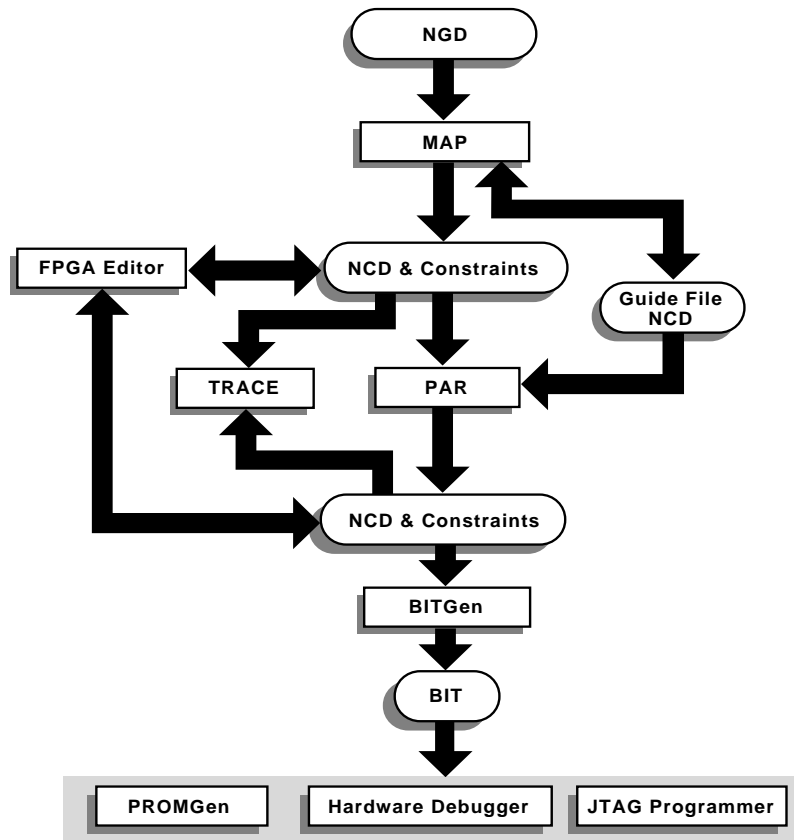 NGD
MAP
FPGA Editor
NCD & Constraints
Guide File
NCD
TRACE
PAR
NCD & Constraints
BITGen
BIT
PROMGen
Hardware Debugger
JTAG Programmer